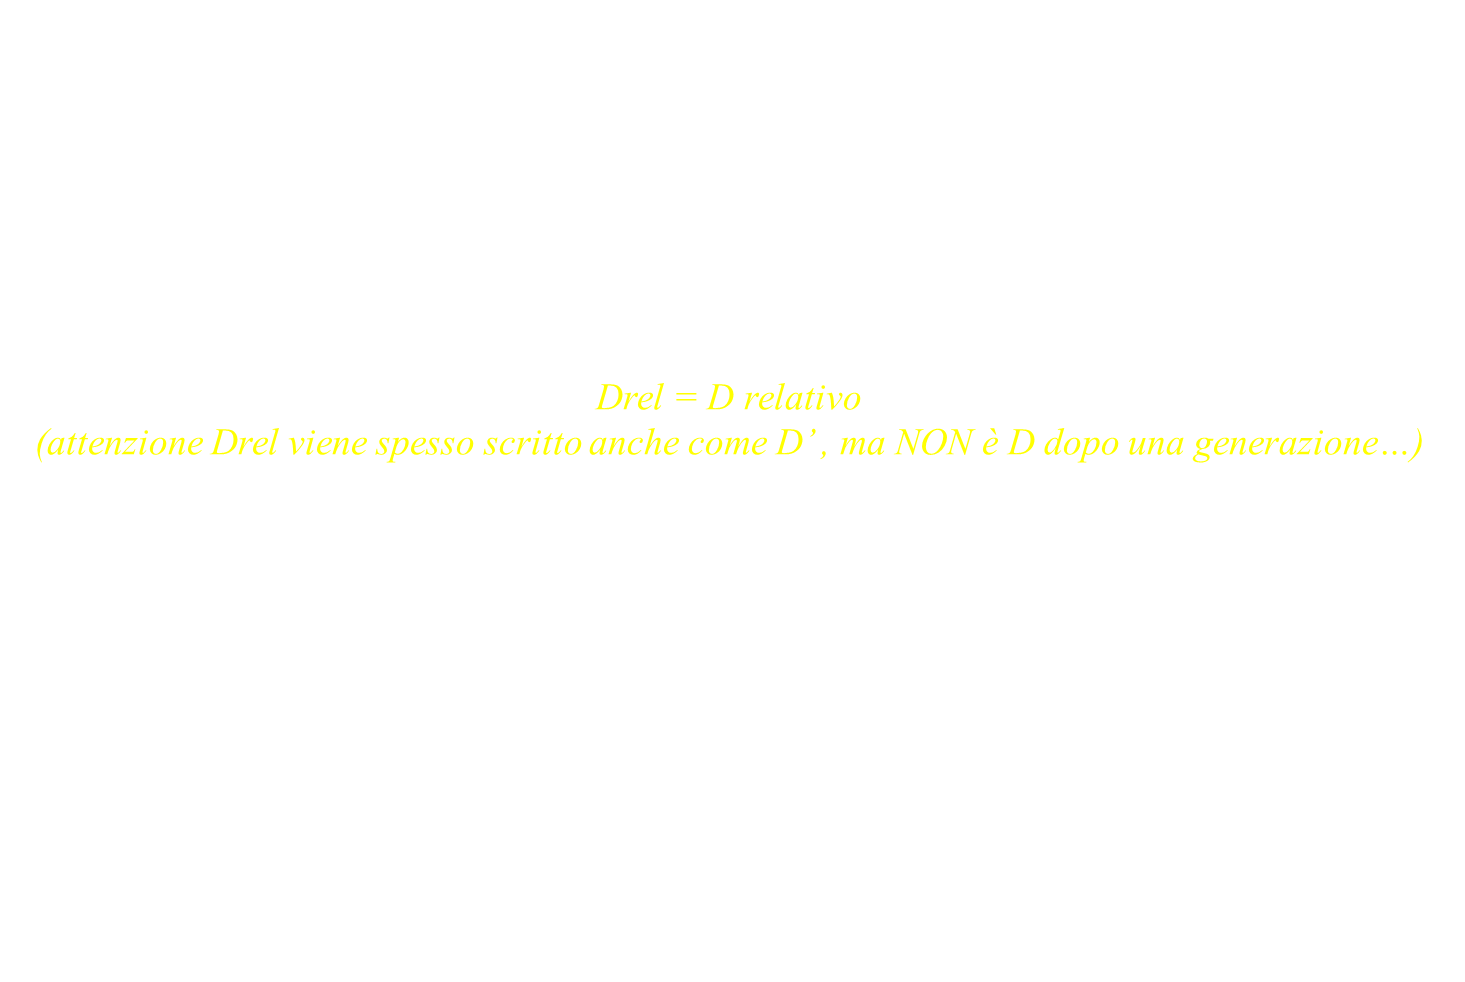 Drel = D relativo
(attenzione Drel viene spesso scritto anche come D’ , ma NON è D dopo una generazione…)